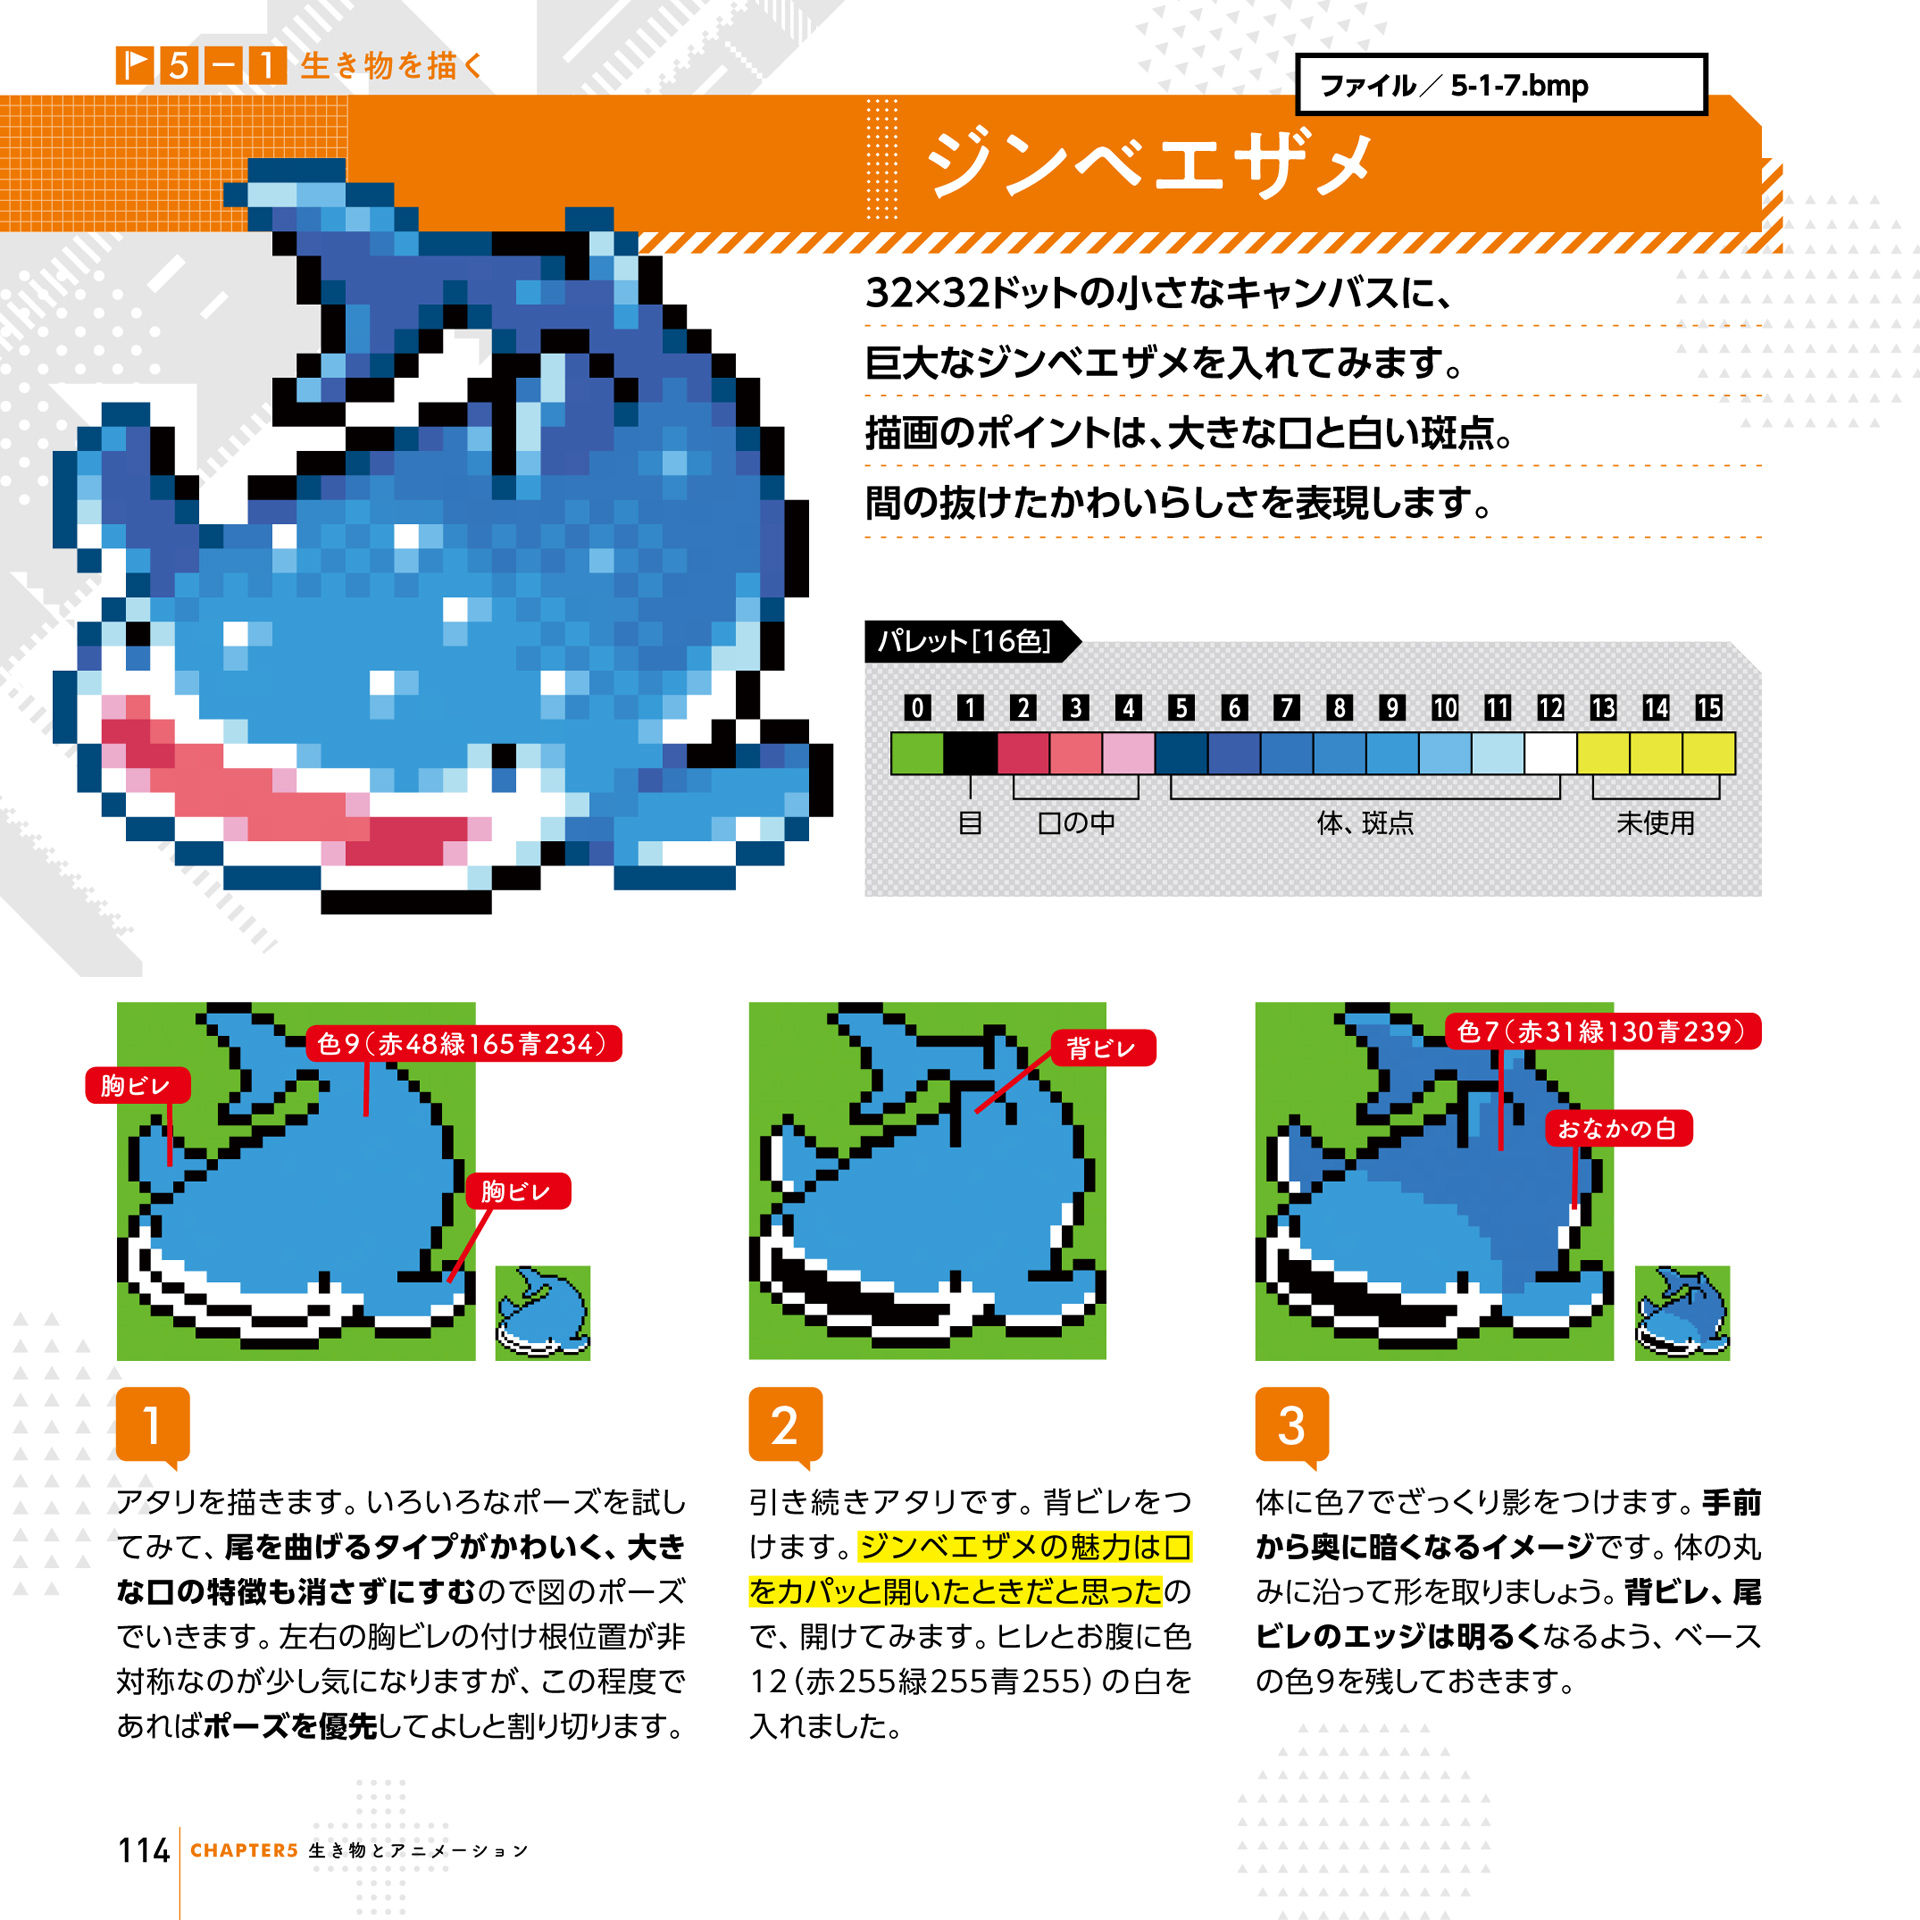 5-1 生き物を描く
ファイル／5-1-7.bmp
ジンベエザメ
32×32ドットの小さなキャンバスに、
巨大なジンベエザメを入れてみます。
描画のポイントは、大きな口と白い斑点。
間の抜けたかわいらしさを表現します。
パレット[16色]
0 1 2 3 4 5 6 7 8 9 10 11 12 13 14 15
目 口の中 体、斑点 未使用
色9（赤48緑165青234）
胸ビレ
胸ビレ
背ビレ
色7（赤31緑130青239）
おなかの白
1
アタリを描きます。いろいろなポーズを試し
てみて、尾を曲げるタイプがかわいく、大き
な口の特徴も消さずにすむので図のポーズ
でいきます。左右の胸ビレの付け根位置が非
対称なのが少し気になりますが、この程度で
あればポーズを優先してよしと割り切ります。
2
引き続きアタリです。背ビレをつ
けます。ジンベエザメの魅力は口
をカパッと開いたときだと思ったの
で、開けてみます。ヒレとお腹に色
12（赤255緑255青255）の白を
入れました。
3
体に色7でざっくり影をつけます。手前
から奥に暗くなるイメージです。体の丸
みに沿って形を取りましょう。背ビレ、尾
ビレのエッジは明るくなるよう、ベース
の色9を残しておきます。
114 CHAPTER5 生き物とアニメーション